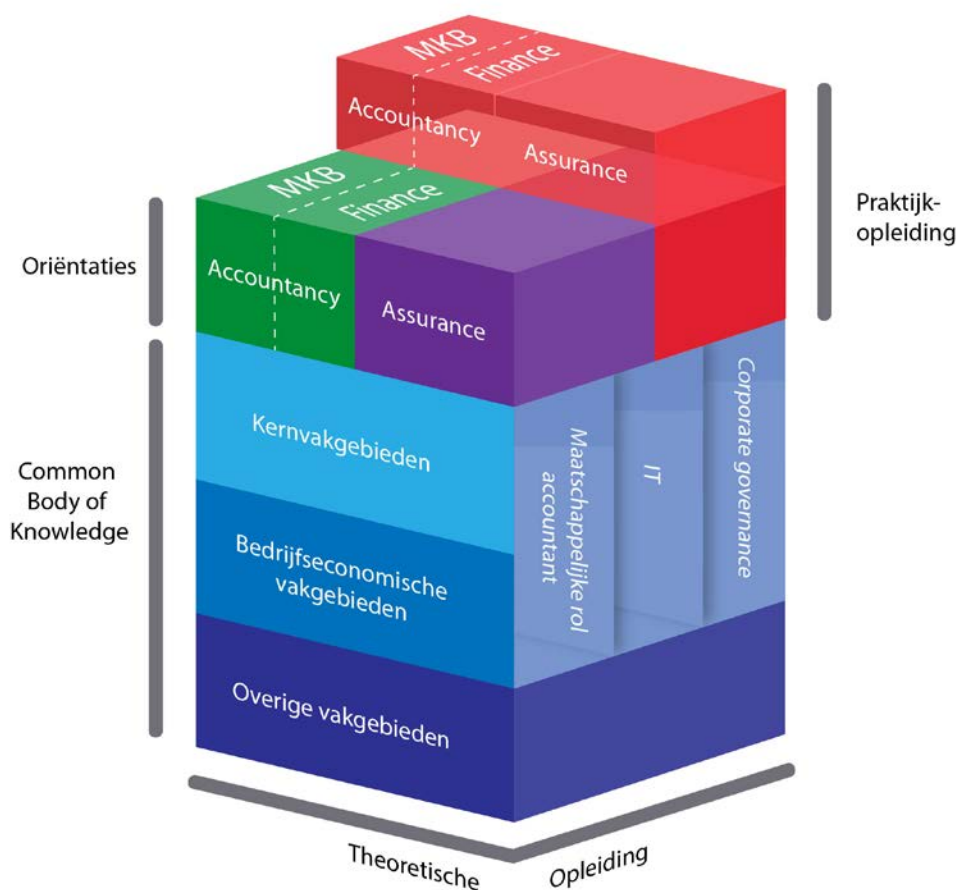 MKB
Finance
Accountancy
Assurance
Praktijk-
opleiding
MKB
Finance
Oriëntaties
Accountancy
Assurance
Common
Body of
Knowledge
Kernvakgebieden
Bedrijfseconomische
vakgebieden
Overige vakgebieden
Maatschappelijke rol
accountant
IT
Corporate governance
Theoretische
Opleiding